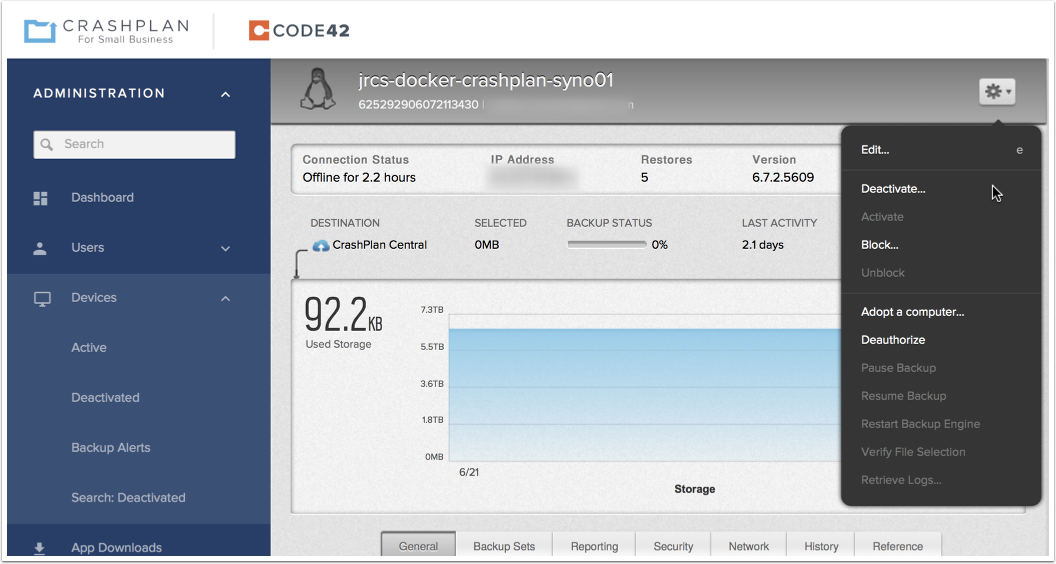 CRASHPLAN
For Small Business
CODE42
ADMINISTRATION
Search
Dashboard
Users
Devices
Active
Deactivated
Backup Alerts
Search: Deactivated
App Downloads
jrcs-docker-crashplan-syno01
625292906072113430
Connection Status
Offline for 2.2 hours
IP Address
Restores
5
Version
6.7.2.5609
DESTINATION SELECTED BACKUP STATUS LAST ACTIVITY
CrashPlan Central 0MB 0% 2.1 days
92.2KB
Used Storage
7.3TB
5.5TB
3.6TB
1.8TB
0MB
6/21
Storage
General Backup Sets Reporting Security Network History Reference
Edit... e
Deactivate...
Activate
Block...
Unblock
Adopt a computer...
Deauthorize
Pause Backup
Resume Backup
Restart Backup Engine
Verify File Selection
Retrieve Logs...